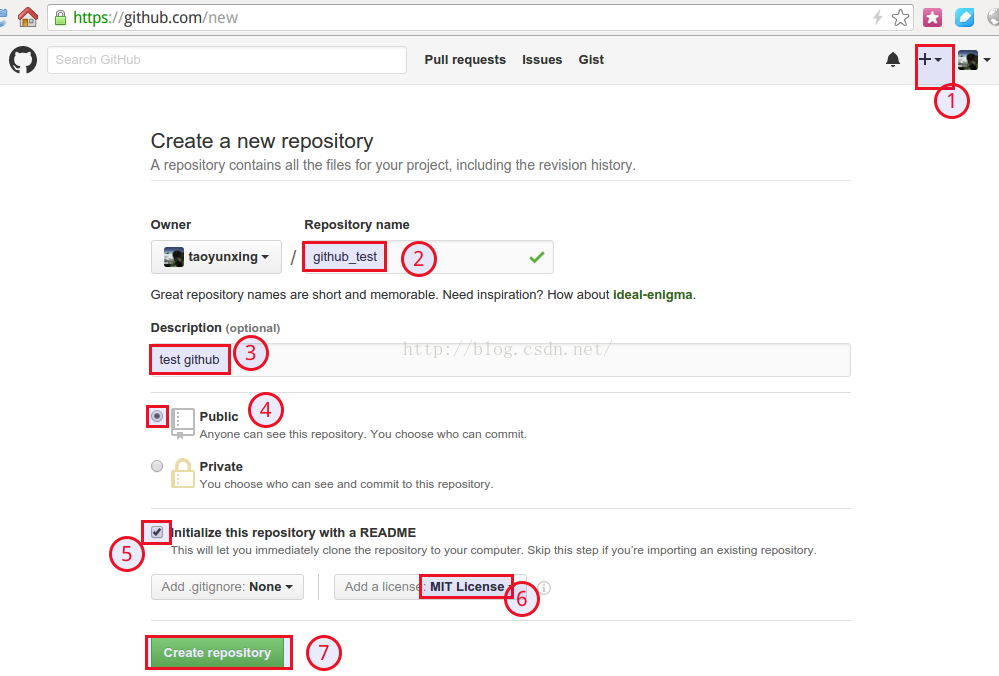 https://github.com/new
Search GitHub Pull requests Issues Gist
1
Create a new repository
A repository contains all the files for your project, including the revision history.
Owner Repository name
taoyunxing / github_test 2
Great repository names are short and memorable. Need inspiration? How about ideal-enigma.
Description (optional)
http://blog.csdn.net/
test github 3
Public 4
Anyone can see this repository. You choose who can commit.
Private
You choose who can see and commit to this repository.
Initialize this repository with a README
5 This will let you immediately clone the repository to your computer. Skip this step if you're importing an existing repository.
Add .gitignore: None Add a license: MIT License
6
Create repository 7